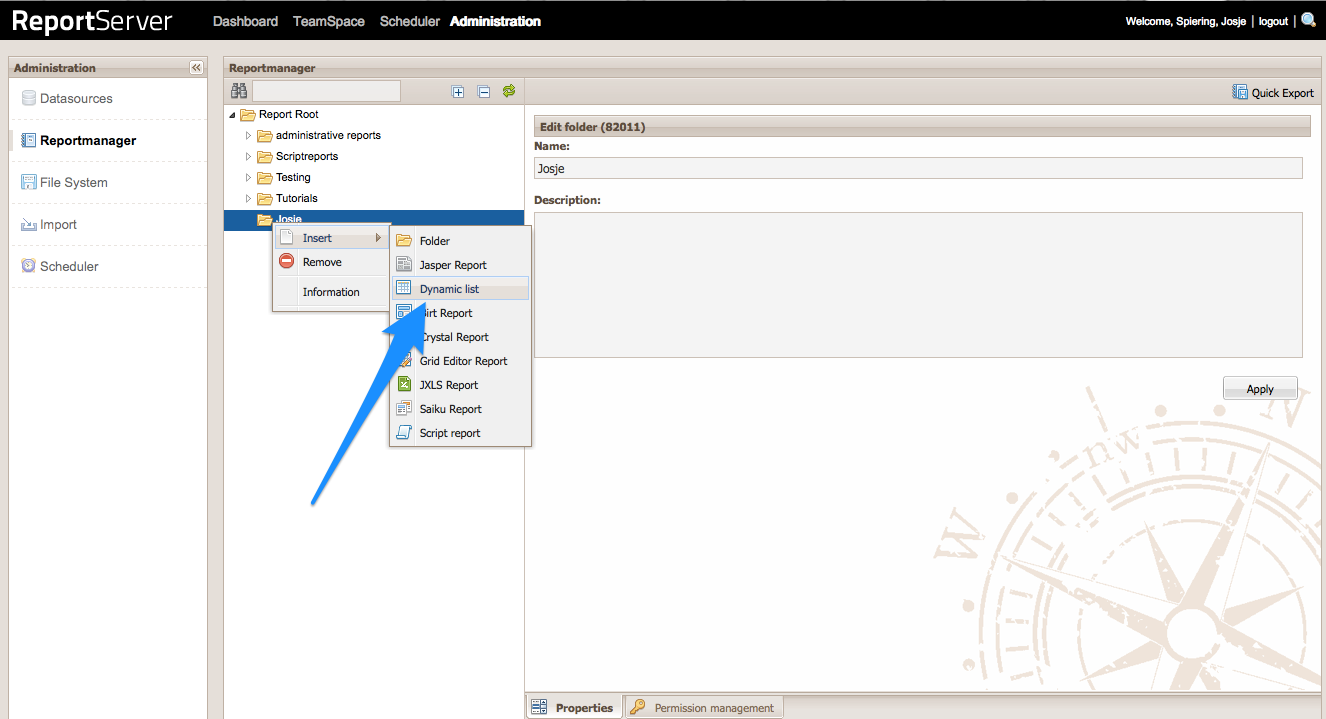 ReportServer Dashboard TeamSpace Scheduler Administration Welcome, Spiering, Josje | logout |
Administration
Datasources
Reportmanager
File System
Import
Scheduler
Reportmanager
Quick Export
Report Root
administrative reports
Scriptreports
Testing
Tutorials
Josje
Insert
Remove
Information
Folder
Jasper Report
Dynamic list
Birt Report
Crystal Report
Grid Editor Report
JXLS Report
Saiku Report
Script report
Edit folder (82011)
Name:
Josje
Description:
Apply
W
nw
N
Properties
Permission management